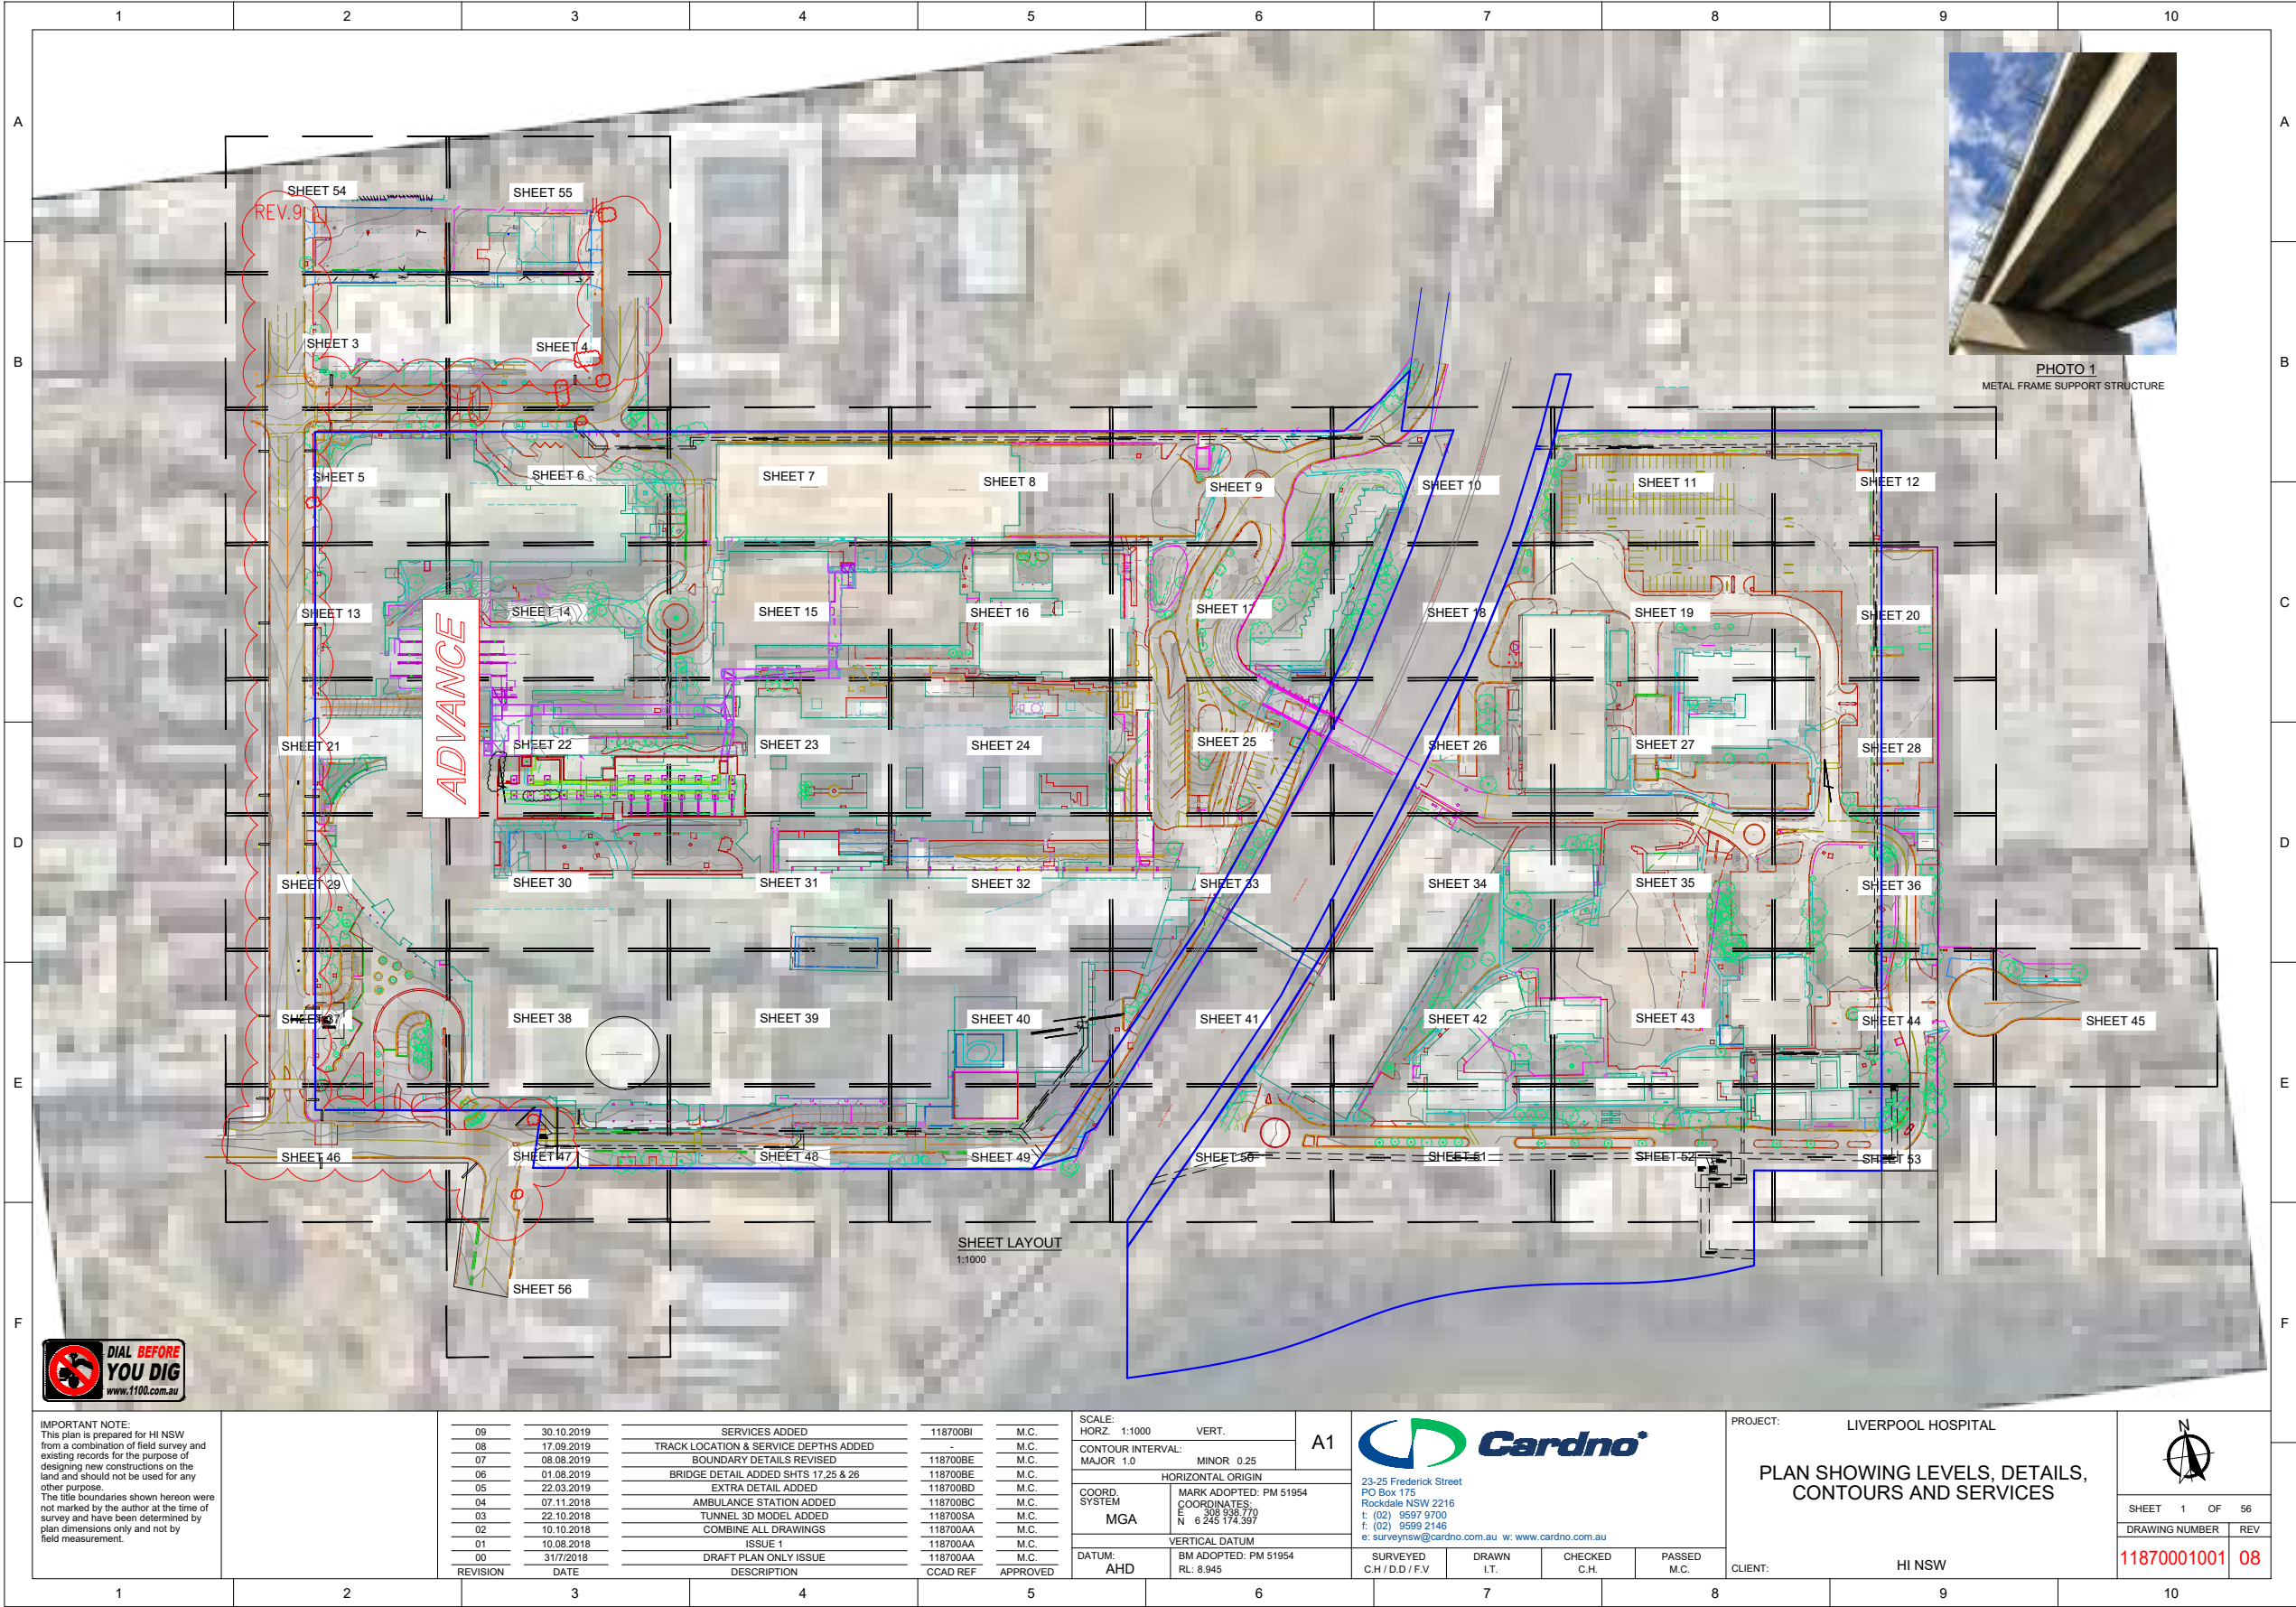 1 2 3 4 5 6 7 8 9 10
A A
B B
C C
D D
E E
F F
PHOTO 1
METAL FRAME SUPPORT STRUCTURE
SHEET 54
SHEET 55
REV.9
SHEET 3
SHEET 4
SHEET 5
SHEET 6
SHEET 7
SHEET 8
SHEET 9
SHEET 10
SHEET 11
SHEET 12
SHEET 13
SHEET 14
SHEET 15
SHEET 16
SHEET 17
SHEET 18
SHEET 19
SHEET 20
ADVANCE
SHEET 21
SHEET 22
SHEET 23
SHEET 24
SHEET 25
SHEET 26
SHEET 27
SHEET 28
SHEET 29
SHEET 30
SHEET 31
SHEET 32
SHEET 33
SHEET 34
SHEET 35
SHEET 36
SHEET 37
SHEET 38
SHEET 39
SHEET 40
SHEET 41
SHEET 42
SHEET 43
SHEET 44
SHEET 45
SHEET 46
SHEET 47
SHEET 48
SHEET 49
SHEET 50
SHEET 51
SHEET 52
SHEET 53
SHEET LAYOUT
1:1000
SHEET 56
DIAL BEFORE
YOU DIG
www.1100.com.au
IMPORTANT NOTE:
This plan is prepared for HI NSW
from a combination of field survey and
existing records for the purpose of
designing new constructions on the
land and should not be used for any
other purpose.
The title boundaries shown hereon were
not marked by the author at the time of
survey and have been determined by
plan dimensions only and not by
field measurement.
09 30.10.2019 SERVICES ADDED 118700BI M.C.
08 17.09.2019 TRACK LOCATION & SERVICE DEPTHS ADDED - M.C.
07 08.08.2019 BOUNDARY DETAILS REVISED 118700BE M.C.
06 01.08.2019 BRIDGE DETAIL ADDED SHTS 17,25 & 26 118700BE M.C.
05 22.03.2019 EXTRA DETAIL ADDED 118700BD M.C.
04 07.11.2018 AMBULANCE STATION ADDED 118700BC M.C.
03 22.10.2018 TUNNEL 3D MODEL ADDED 118700SA M.C.
02 10.10.2018 COMBINE ALL DRAWINGS 118700AA M.C.
01 10.08.2018 ISSUE 1 118700AA M.C.
00 31/7/2018 DRAFT PLAN ONLY ISSUE 118700AA M.C.
REVISION DATE DESCRIPTION CCAD REF APPROVED
SCALE:
HORZ. 1:1000 VERT.
A1
CONTOUR INTERVAL:
MAJOR 1.0 MINOR 0.25
HORIZONTAL ORIGIN
COORD. SYSTEM
MGA
MARK ADOPTED: PM 51954
COORDINATES:
E 308 938.770
N 6 245 174.397
VERTICAL DATUM
DATUM:
AHD
BM ADOPTED: PM 51954
RL: 8.945
Cardno
23-25 Frederick Street
PO Box 175
Rockdale NSW 2216
t: (02) 9597 9700
f: (02) 9599 2146
e: surveynsw@cardno.com.au w: www.cardno.com.au
SURVEYED DRAWN CHECKED PASSED
C.H / D.D / F.V I.T. C.H. M.C.
PROJECT: LIVERPOOL HOSPITAL
PLAN SHOWING LEVELS, DETAILS,
CONTOURS AND SERVICES
CLIENT: HI NSW
N
SHEET 1 OF 56
DRAWING NUMBER REV
11870001001 08
1 2 3 4 5 6 7 8 9 10